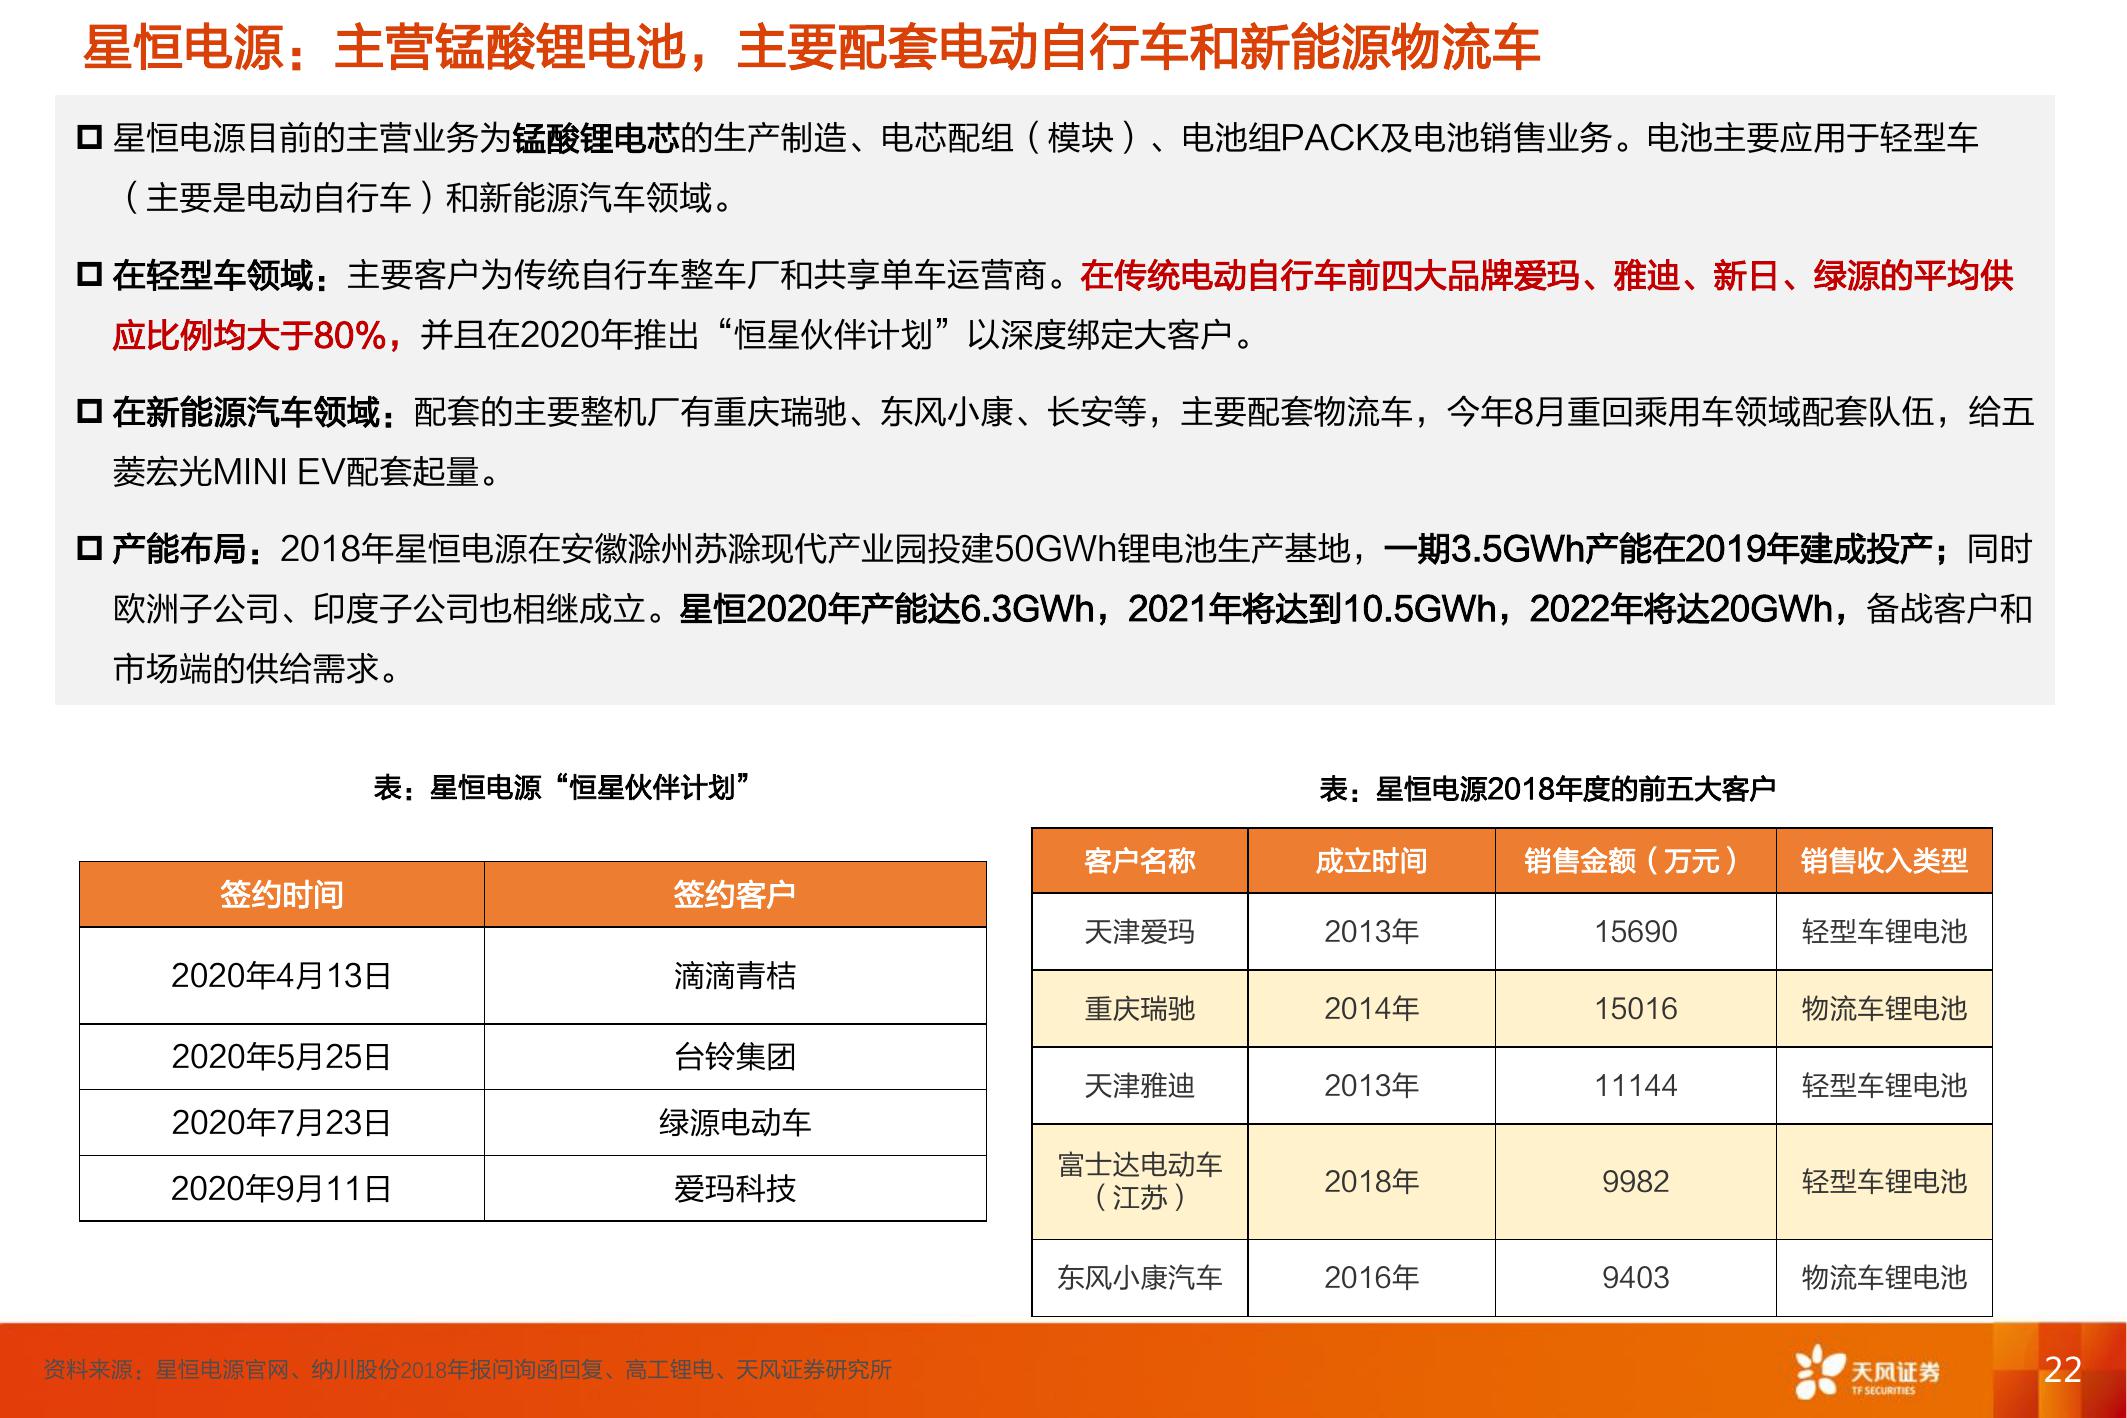 星恒电源：主营锰酸锂电池，主要配套电动自行车和新能源物流车
星恒电源目前的主营业务为锰酸锂电芯的生产制造、电芯配组（模块）、电池组PACK及电池销售业务。电池主要应用于轻型车
（主要是电动自行车）和新能源汽车领域。
在轻型车领域：主要客户为传统自行车整车厂和共享单车运营商。在传统电动自行车前四大品牌爱玛、雅迪、新日、绿源的平均供
应比例均大于80%，并且在2020年推出“恒星伙伴计划”以深度绑定大客户。
在新能源汽车领域：配套的主要整机厂有重庆瑞驰、东风小康、长安等，主要配套物流车，今年8月重回乘用车领域配套队伍，给五
菱宏光MINI EV配套起量。
产能布局：2018年星恒电源在安徽滁州苏滁现代产业园投建50GWh锂电池生产基地，一期3.5GWh产能在2019年建成投产；同时
欧洲子公司、印度子公司也相继成立。星恒2020年产能达6.3GWh，2021年将达到10.5GWh，2022年将达20GWh，备战客户和
市场端的供给需求。
表：星恒电源“恒星伙伴计划”
签约时间 签约客户
2020年4月13日 滴滴青桔
2020年5月25日 台铃集团
2020年7月23日 绿源电动车
2020年9月11日 爱玛科技
表：星恒电源2018年度的前五大客户
客户名称 成立时间 销售金额（万元） 销售收入类型
天津爱玛 2013年 15690 轻型车锂电池
重庆瑞驰 2014年 15016 物流车锂电池
天津雅迪 2013年 11144 轻型车锂电池
富士达电动车
（江苏） 2018年 9982 轻型车锂电池
东风小康汽车 2016年 9403 物流车锂电池
资料来源：星恒电源官网、纳川股份2018年报问询函回复、高工锂电、天风证券研究所
天风证券
TF SECURITIES
22